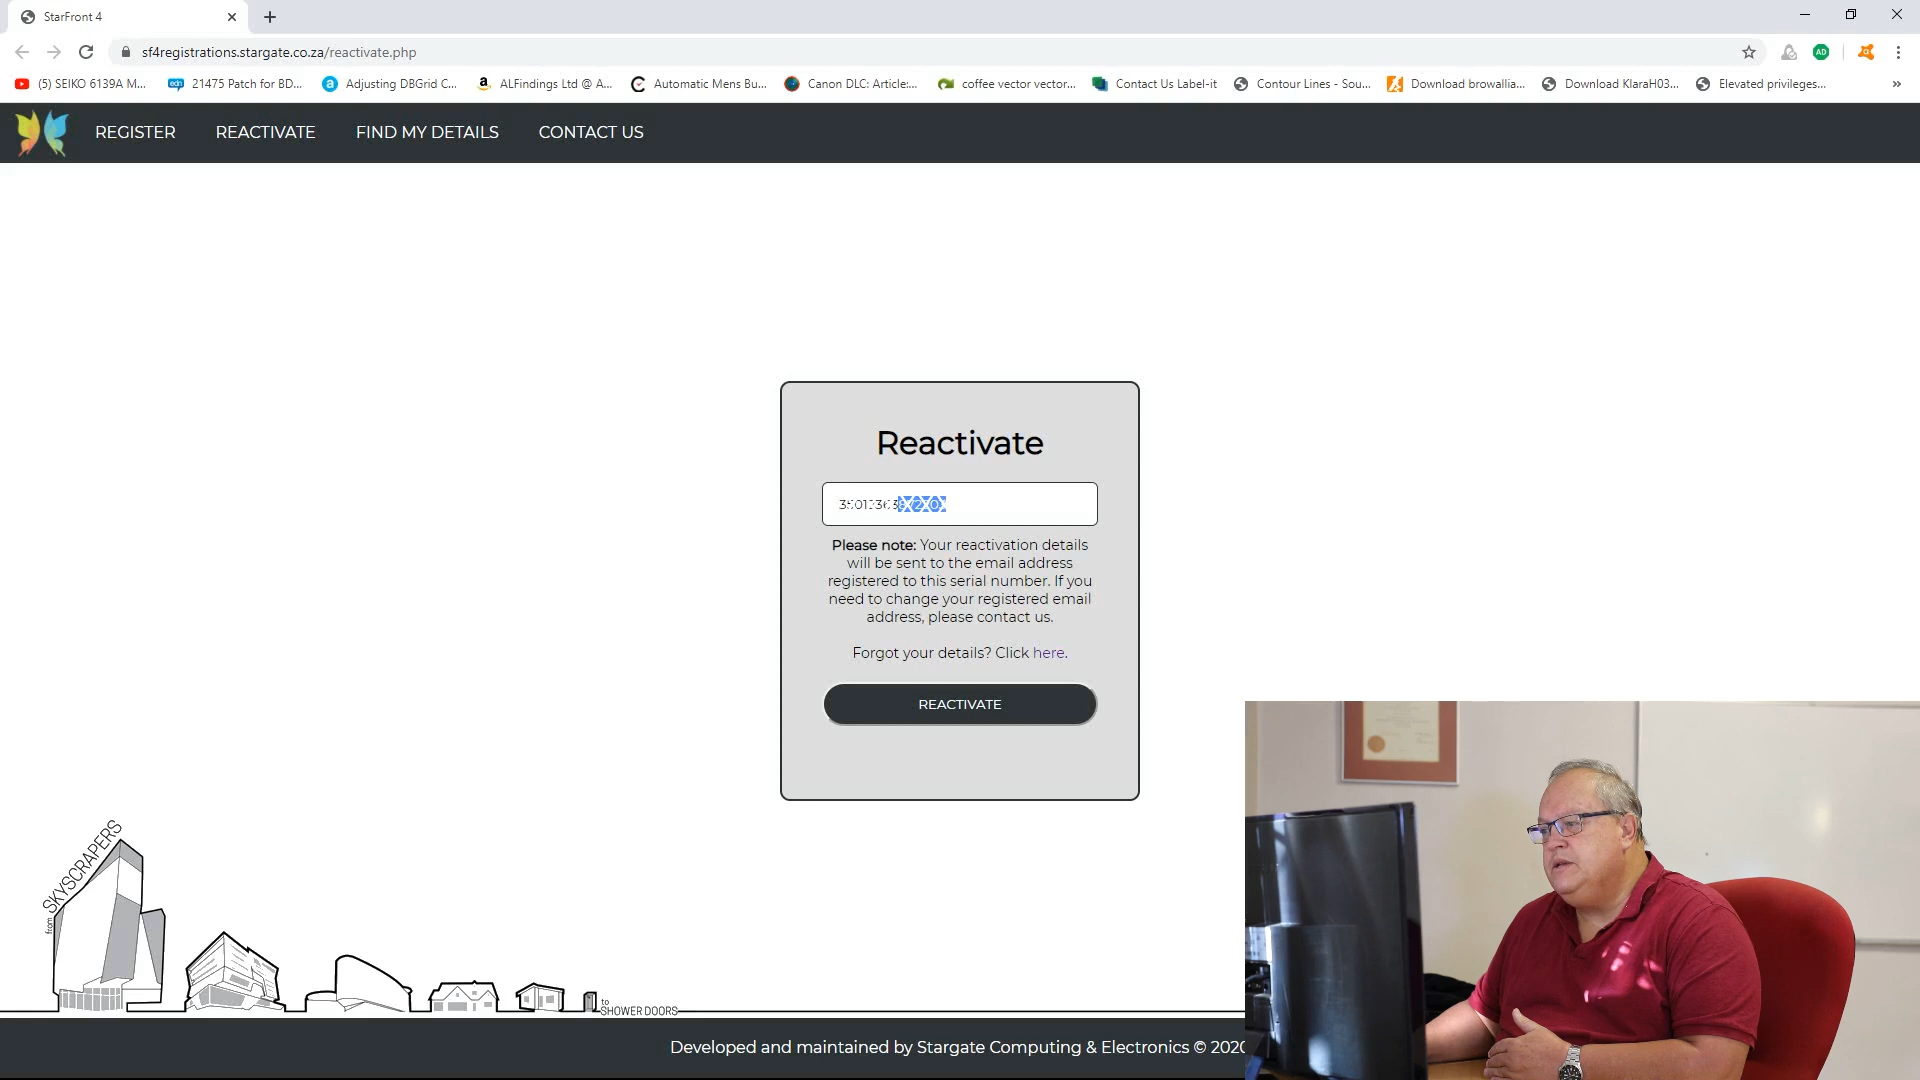 StarFront 4
sf4registrations.stargate.co.za/reactivate.php
(5) SEIKO 6139A M... 21475 Patch for BD... Adjusting DBGrid C... ALFindings Ltd @ A... Automatic Mens Bu... Canon DLC: Article:... coffee vector vector... Contact Us Label-it Contour Lines - Sou... Download browallia... Download KlaraH03... Elevated privileges... »
REGISTER REACTIVATE FIND MY DETAILS CONTACT US
Reactivate
Please note: Your reactivation details
will be sent to the email address
registered to this serial number. If you
need to change your registered email
address, please contact us.
Forgot your details? Click here.
REACTIVATE
from SKYSCRAPERS
to
SHOWER DOORS
Developed and maintained by Stargate Computing & Electronics © 2020